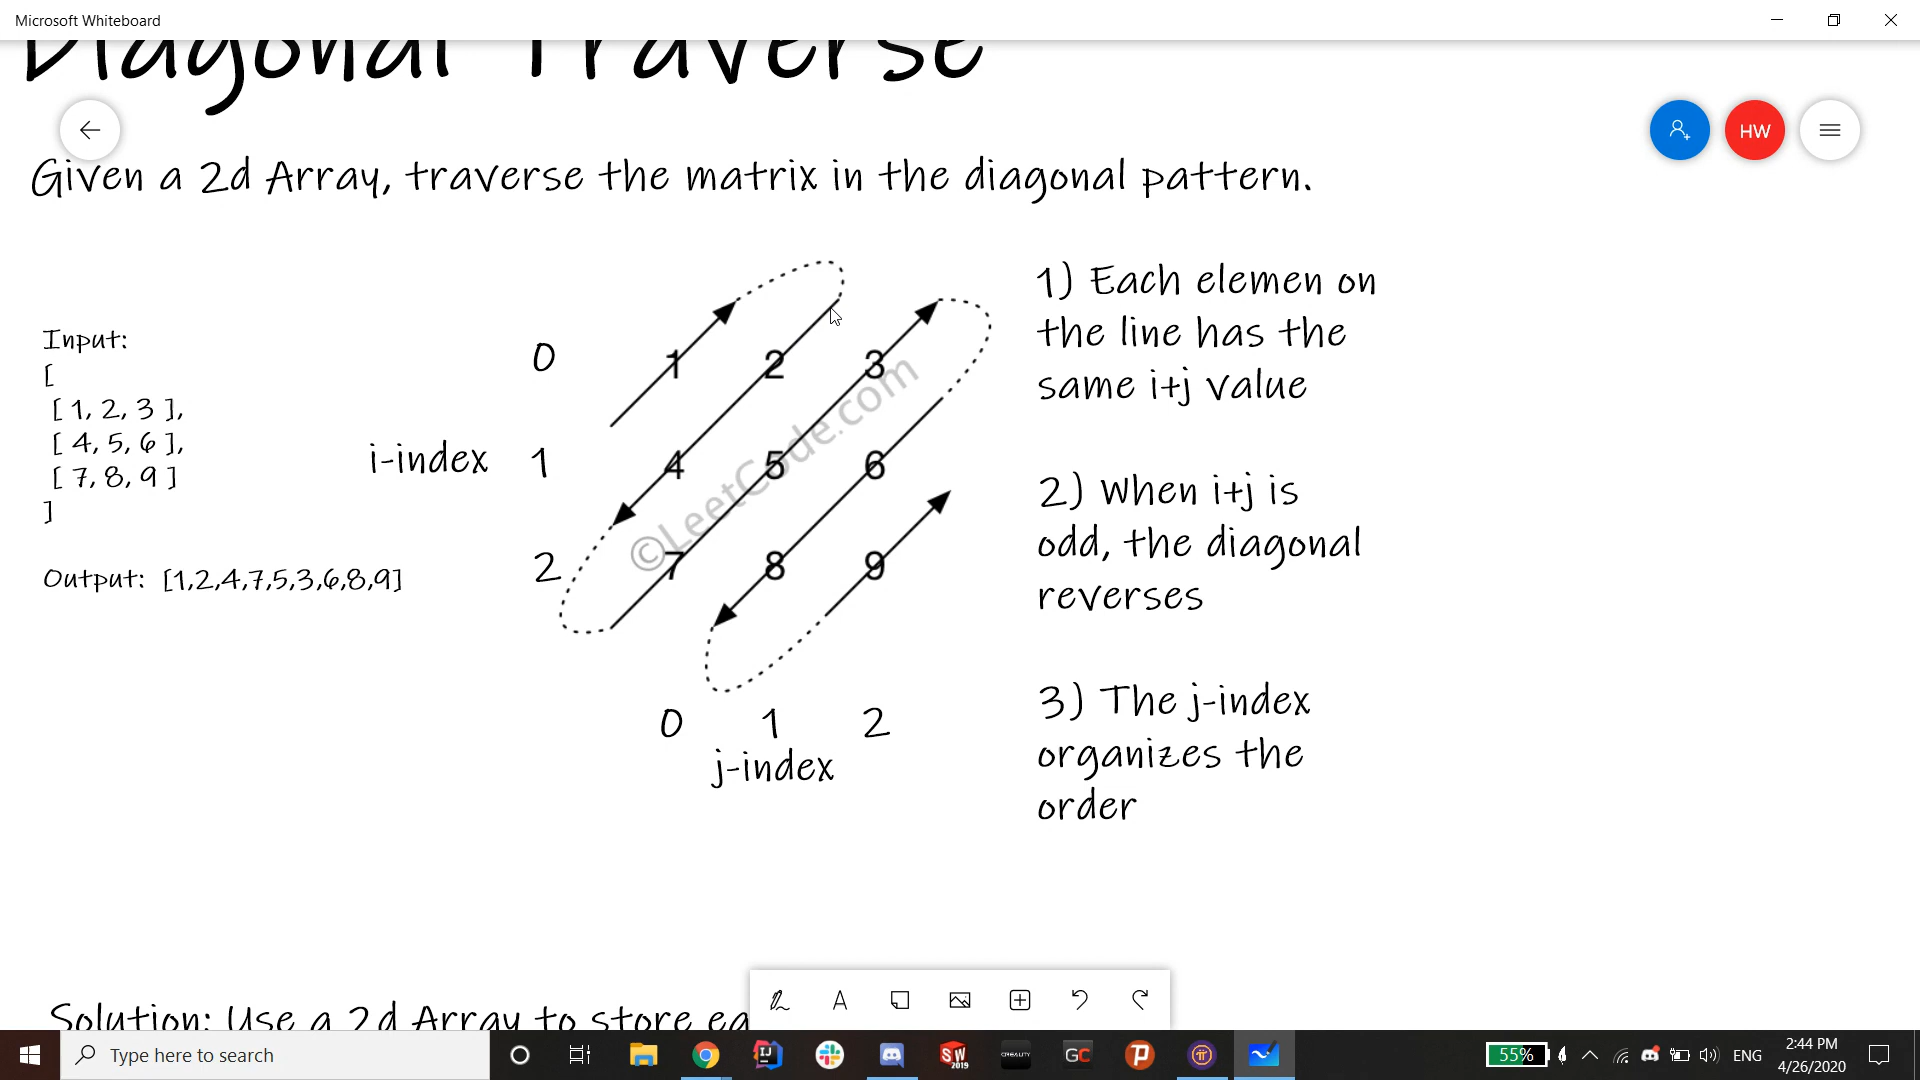 Microsoft Whiteboard
Diagonal Traverse
HW
Given a 2d Array, traverse the matrix in the diagonal pattern.
Input:
[
[ 1, 2, 3 ],
[ 4, 5, 6 ],
[ 7, 8, 9 ]
]
Output: [1,2,4,7,5,3,6,8,9]
i-index
0
1
2
1 2 3
4 5 6
7 8 9
©LeetCode.com
0 1 2
j-index
1) Each elemen on
the line has the
same i+j value
2) When i+j is
odd, the diagonal
reverses
3) The j-index
organizes the
order
Solution: Use a 2d Array to store ea
Type here to search
SW
2019
CREALITY
GC
55%
ENG
2:44 PM
4/26/2020